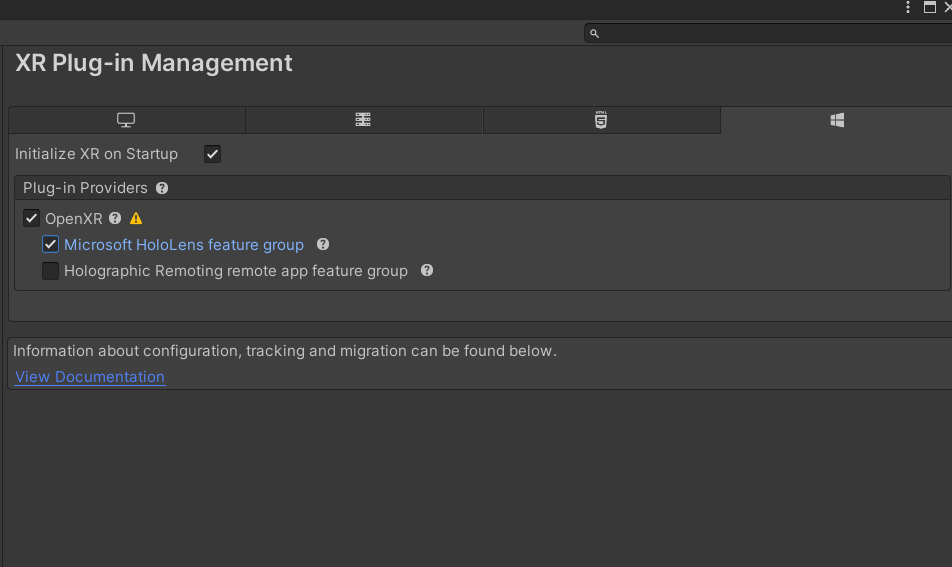 XR Plug-in Management
HTML
Initialize XR on Startup
Plug-in Providers ?
OpenXR ?
Microsoft HoloLens feature group ?
Holographic Remoting remote app feature group ?
Information about configuration, tracking and migration can be found below.
View Documentation